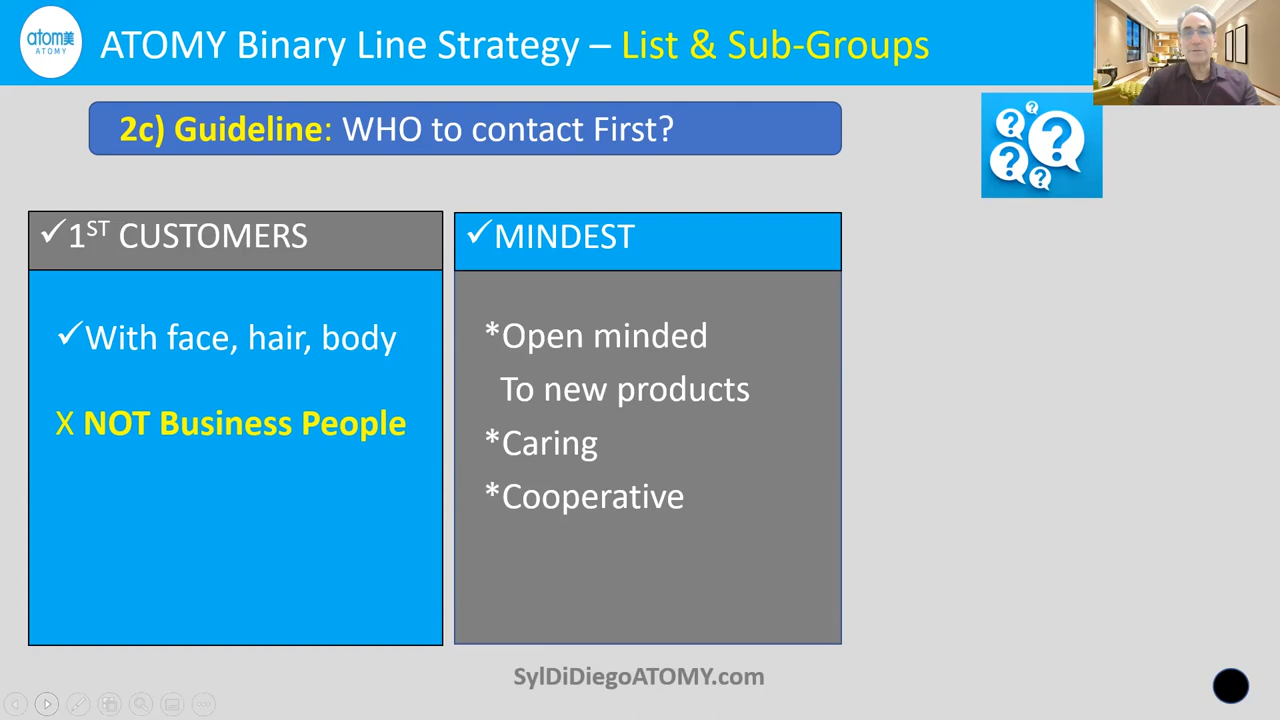 atom美
ATOMY
ATOMY Binary Line Strategy – List & Sub-Groups
2c) Guideline: WHO to contact First?
? ? ? ? ?
✓1ST CUSTOMERS
✓With face, hair, body
X NOT Business People
✓MINDEST
*Open minded
To new products
*Caring
*Cooperative
SylDiDiegoATOMY.com